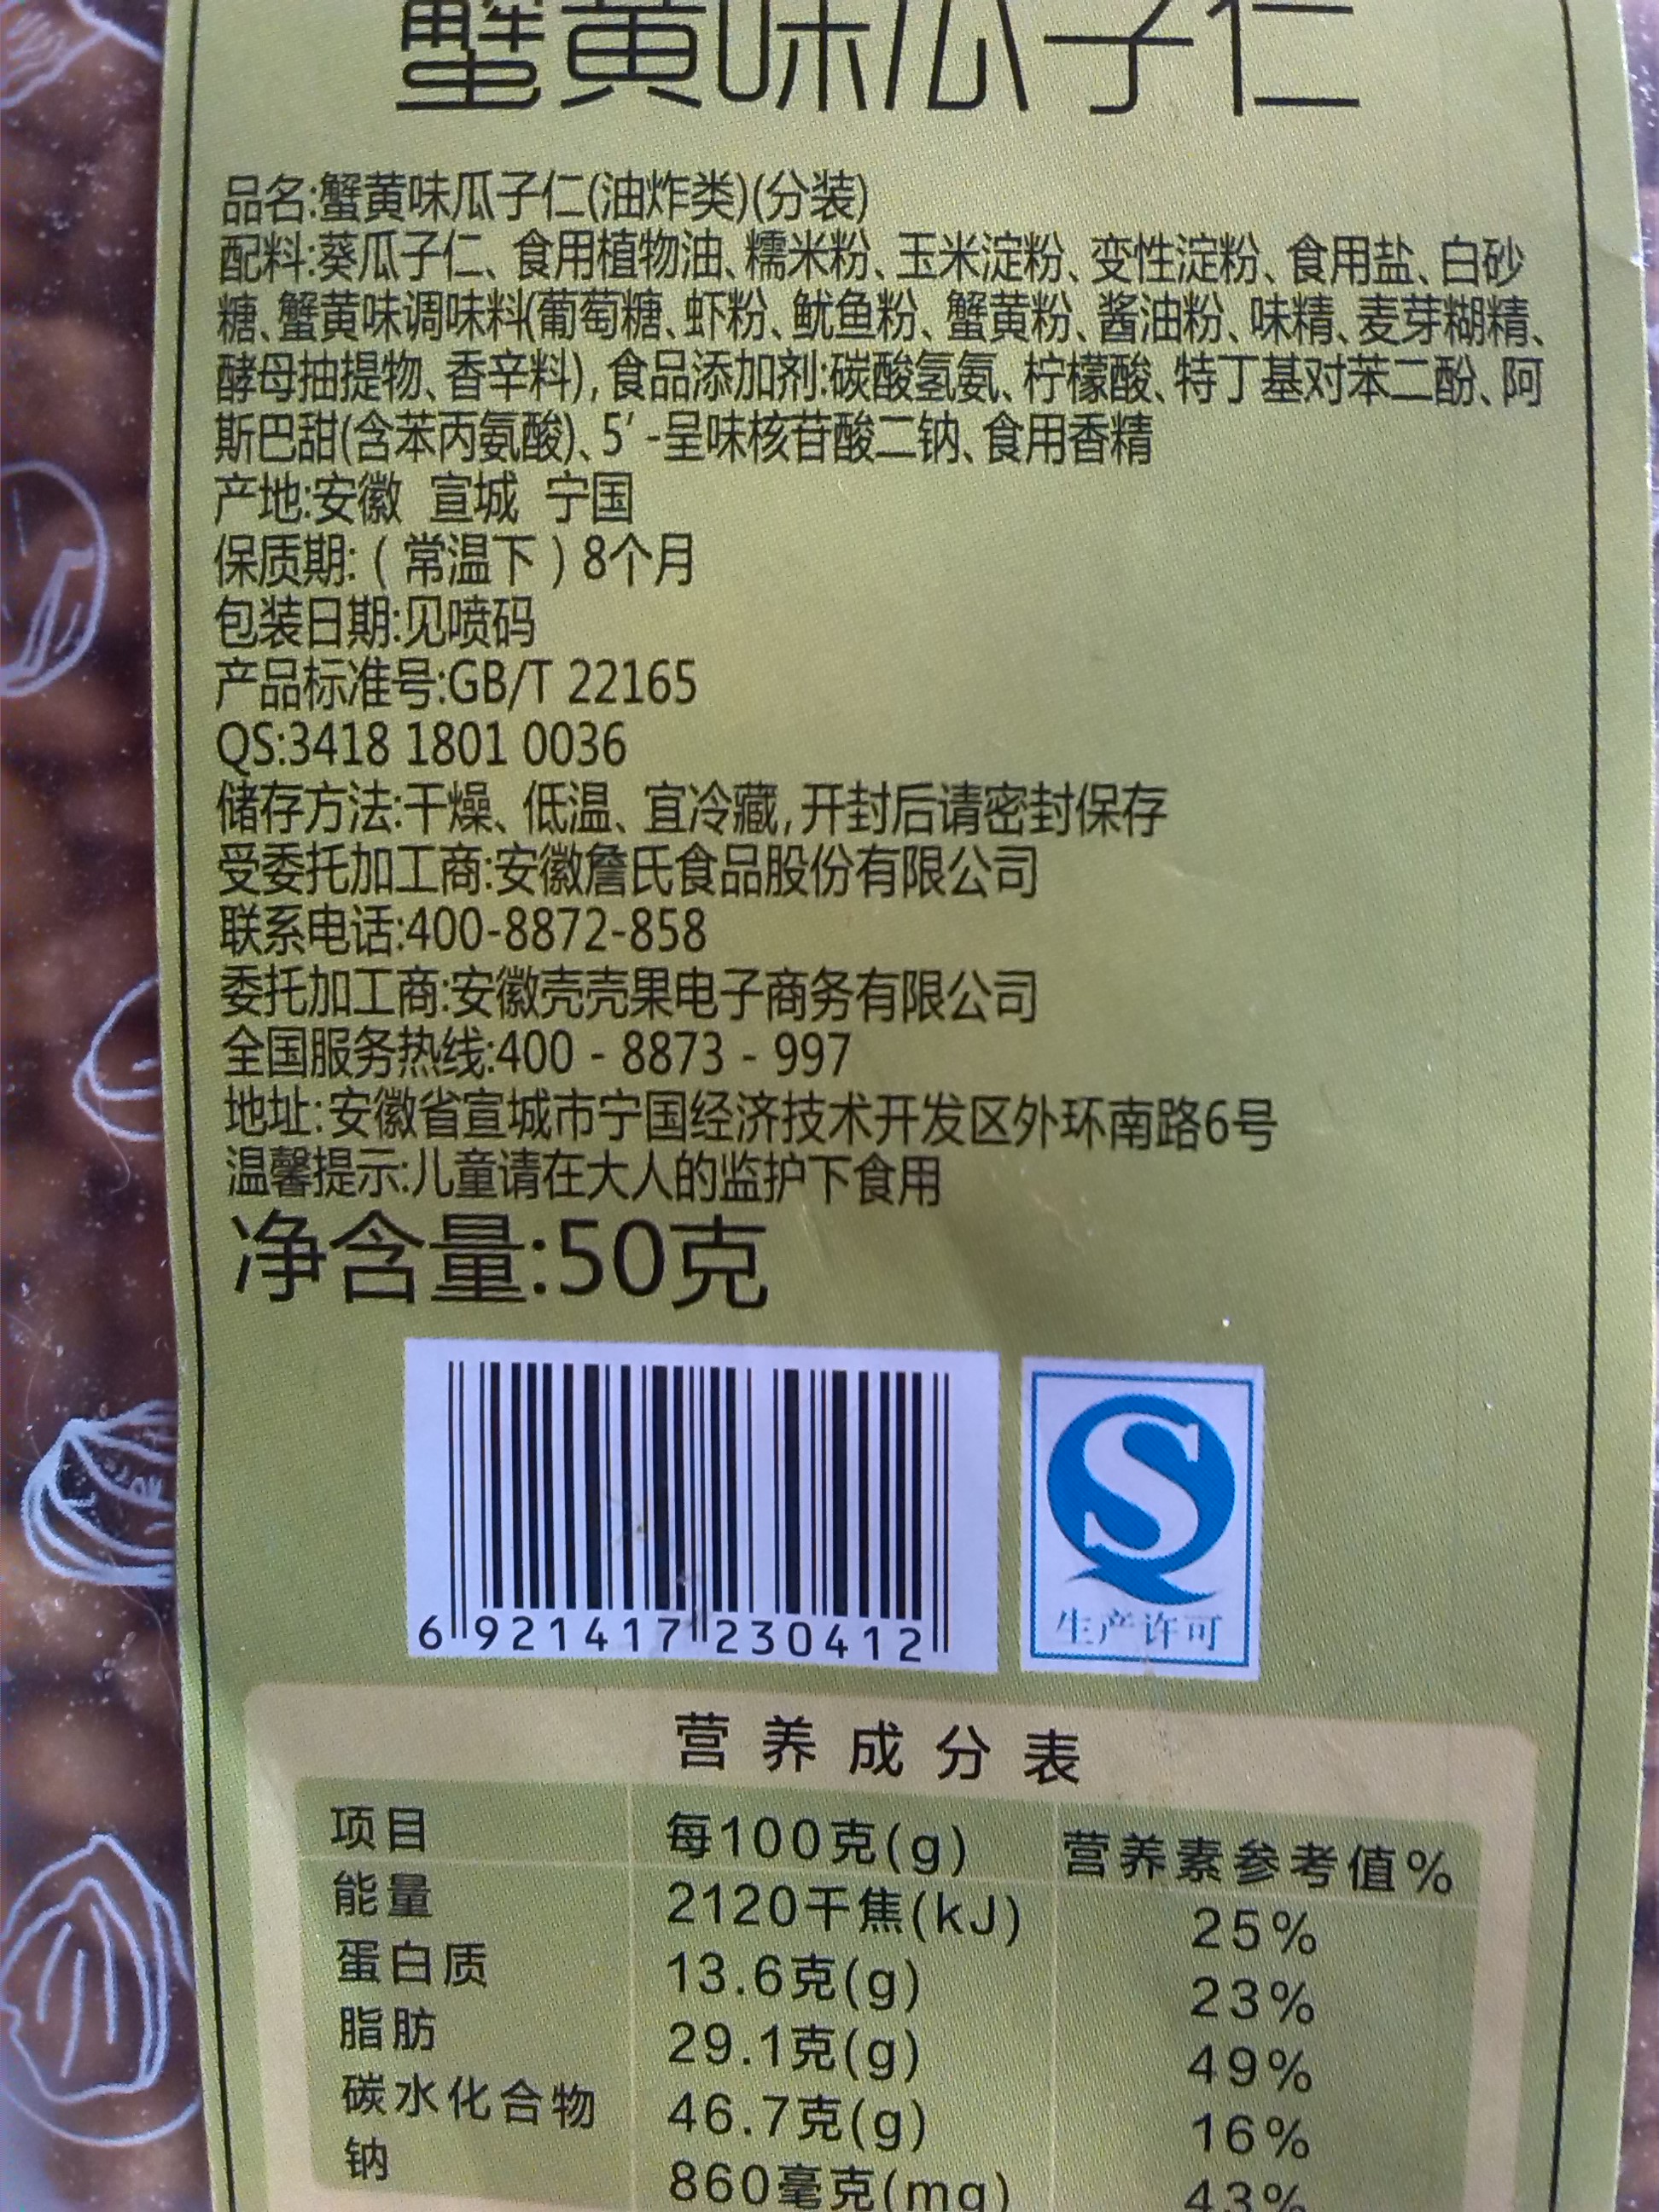 蟹黄味瓜子仁
品名:蟹黄味瓜子仁(油炸类)(分装)
配料:葵瓜子仁、食用植物油、糯米粉、玉米淀粉、变性淀粉、食用盐、白砂
糖、蟹黄味调味料(葡萄糖、虾粉、鱿鱼粉、蟹黄粉、酱油粉、味精、麦芽糊精、
酵母抽提物、香辛料),食品添加剂:碳酸氢氨、柠檬酸、特丁基对苯二酚、阿
斯巴甜(含苯丙氨酸)、5′-呈味核苷酸二钠、食用香精
产地:安徽 宣城 宁国
保质期:(常温下)8个月
包装日期:见喷码
产品标准号:GB/T 22165
QS:3418 1801 0036
储存方法:干燥、低温、宜冷藏,开封后请密封保存
受委托加工商:安徽詹氏食品股份有限公司
联系电话:400-8872-858
委托加工商:安徽壳壳果电子商务有限公司
全国服务热线:400 - 8873 - 997
地址:安徽省宣城市宁国经济技术开发区外环南路6号
温馨提示:儿童请在大人的监护下食用
净含量:50克
6 921417 230412
生产许可
营养成分表
项目 每100克(g) 营养素参考值%
能量 2120千焦(kJ) 25%
蛋白质 13.6克(g) 23%
脂肪 29.1克(g) 49%
碳水化合物 46.7克(g) 16%
钠 860毫克(mg) 43%